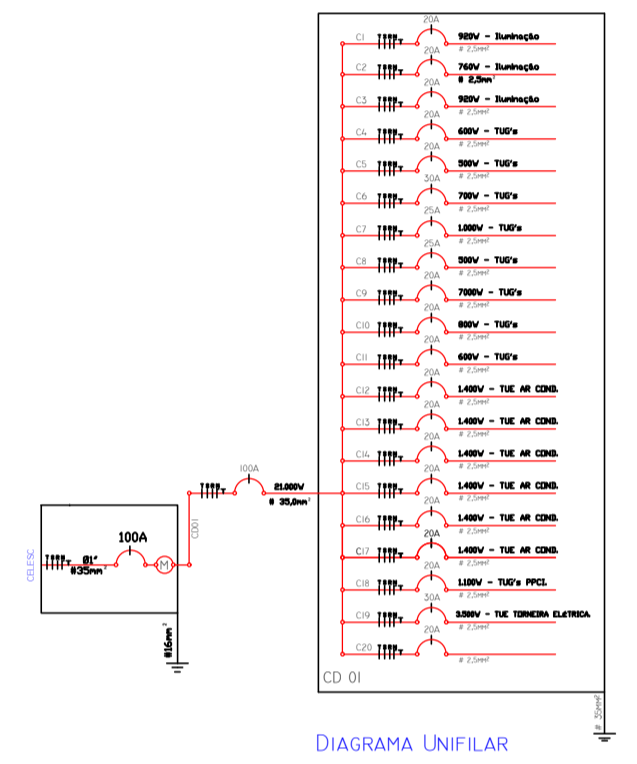 20A
C1 920W - Iluminação
# 2,5MM²
20A
C2 760W - Iluminação
# 2,5mm²
20A
C3 920W - Iluminação
# 2,5MM²
20A
C4 600W - TUG's
# 2,5MM²
20A
C5 500W - TUG's
# 2,5MM²
30A
C6 700W - TUG's
# 2,5MM²
25A
C7 1.000W - TUG's
# 2,5MM²
25A
C8 500W - TUG's
# 2,5MM²
20A
C9 7000W - TUG's
# 2,5MM²
20A
C10 800W - TUG's
# 2,5MM²
20A
C11 600W - TUG's
# 2,5MM²
20A
C12 1.400W - TUE AR COND.
# 2,5MM²
20A
C13 1.400W - TUE AR COND.
# 2,5MM²
20A
C14 1.400W - TUE AR COND.
# 2,5MM²
20A
C15 1.400W - TUE AR COND.
# 2,5MM²
20A
C16 1.400W - TUE AR COND.
# 2,5MM²
20A
C17 1.400W - TUE AR COND.
# 2,5MM²
20A
C18 1.100W - TUG's PPCI.
# 2,5MM²
30A
C19 3.500W - TUE TORNEIRA ELéTRICA.
# 2,5MM²
20A
C20
# 2,5MM²
CD 01
# 35MM²
100A
21.000W
# 35,0mm²
CD01
100A
Ø1"
#35mm²
M
CELESC
#16mm²
DIAGRAMA UNIFILAR